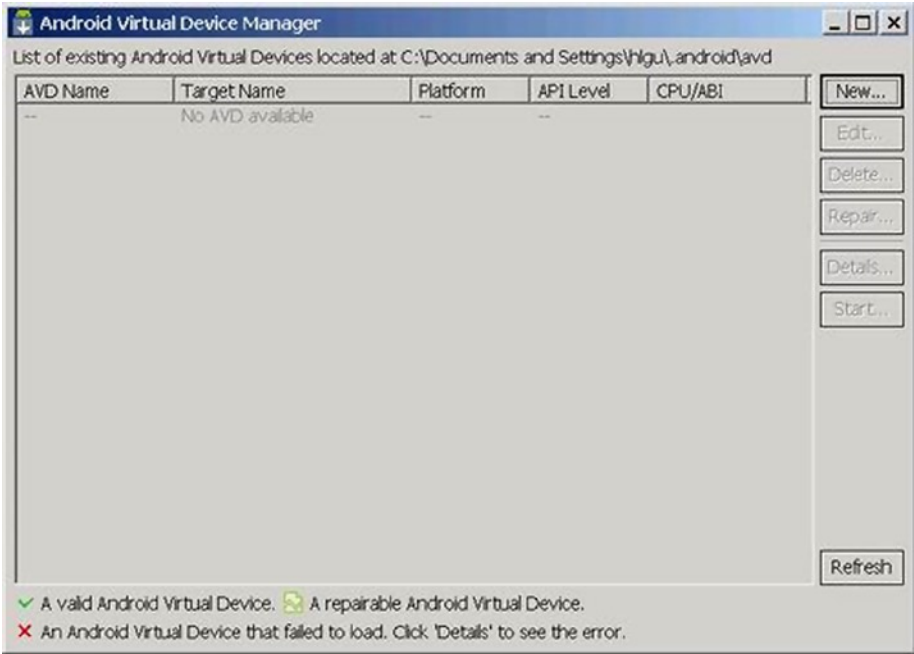 Android Virtual Device Manager
List of existing Android Virtual Devices located at C:\Documents and Settings\hlgu\.android\avd
AVD Name Target Name Platform API Level CPU/ABI New...
-- No AVD available -- --
Edit...
Delete...
Repair...
Details...
Start...
Refresh
A valid Android Virtual Device. A repairable Android Virtual Device.
An Android Virtual Device that failed to load. Click 'Details' to see the error.